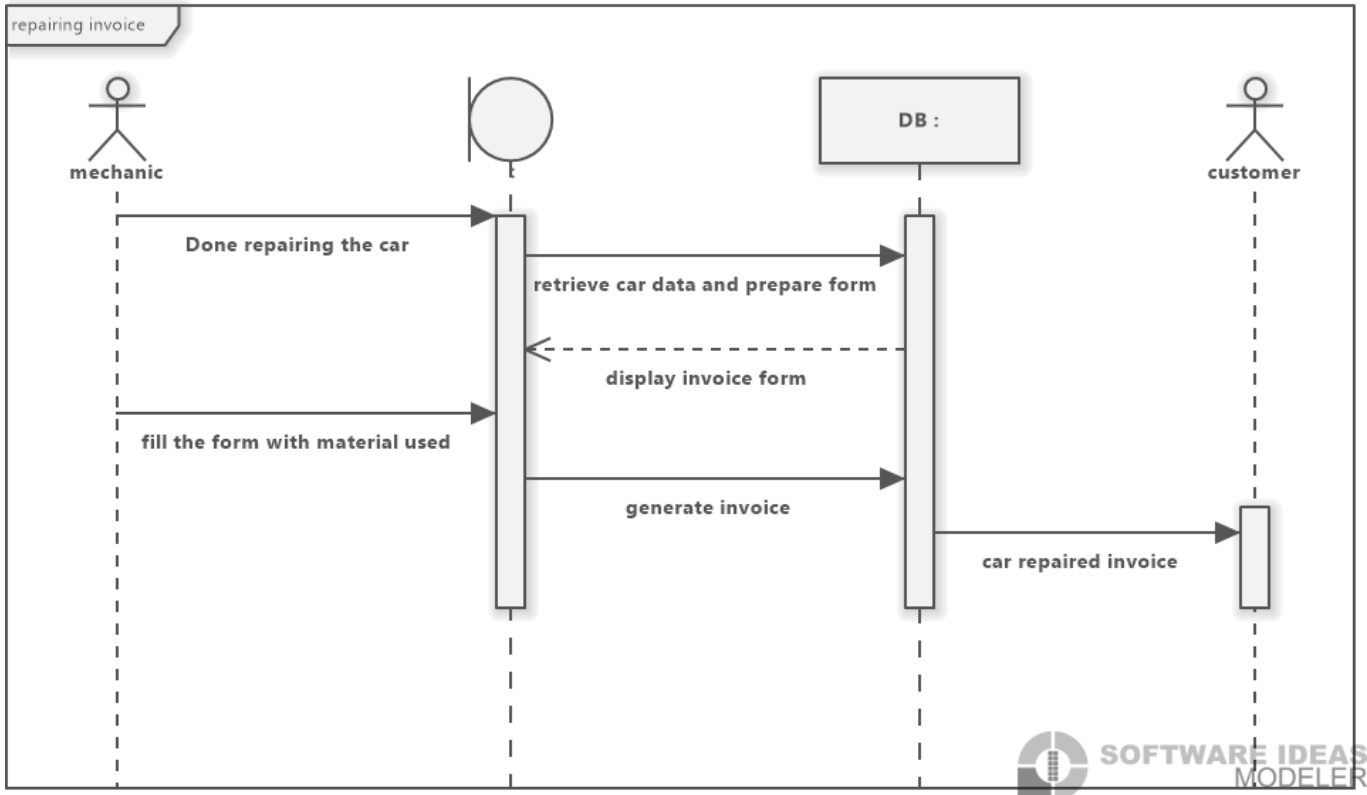 repairing invoice
DB :
mechanic
:
customer
Done repairing the car
retrieve car data and prepare form
display invoice form
fill the form with material used
generate invoice
car repaired invoice
SOFTWARE IDEAS
MODELER